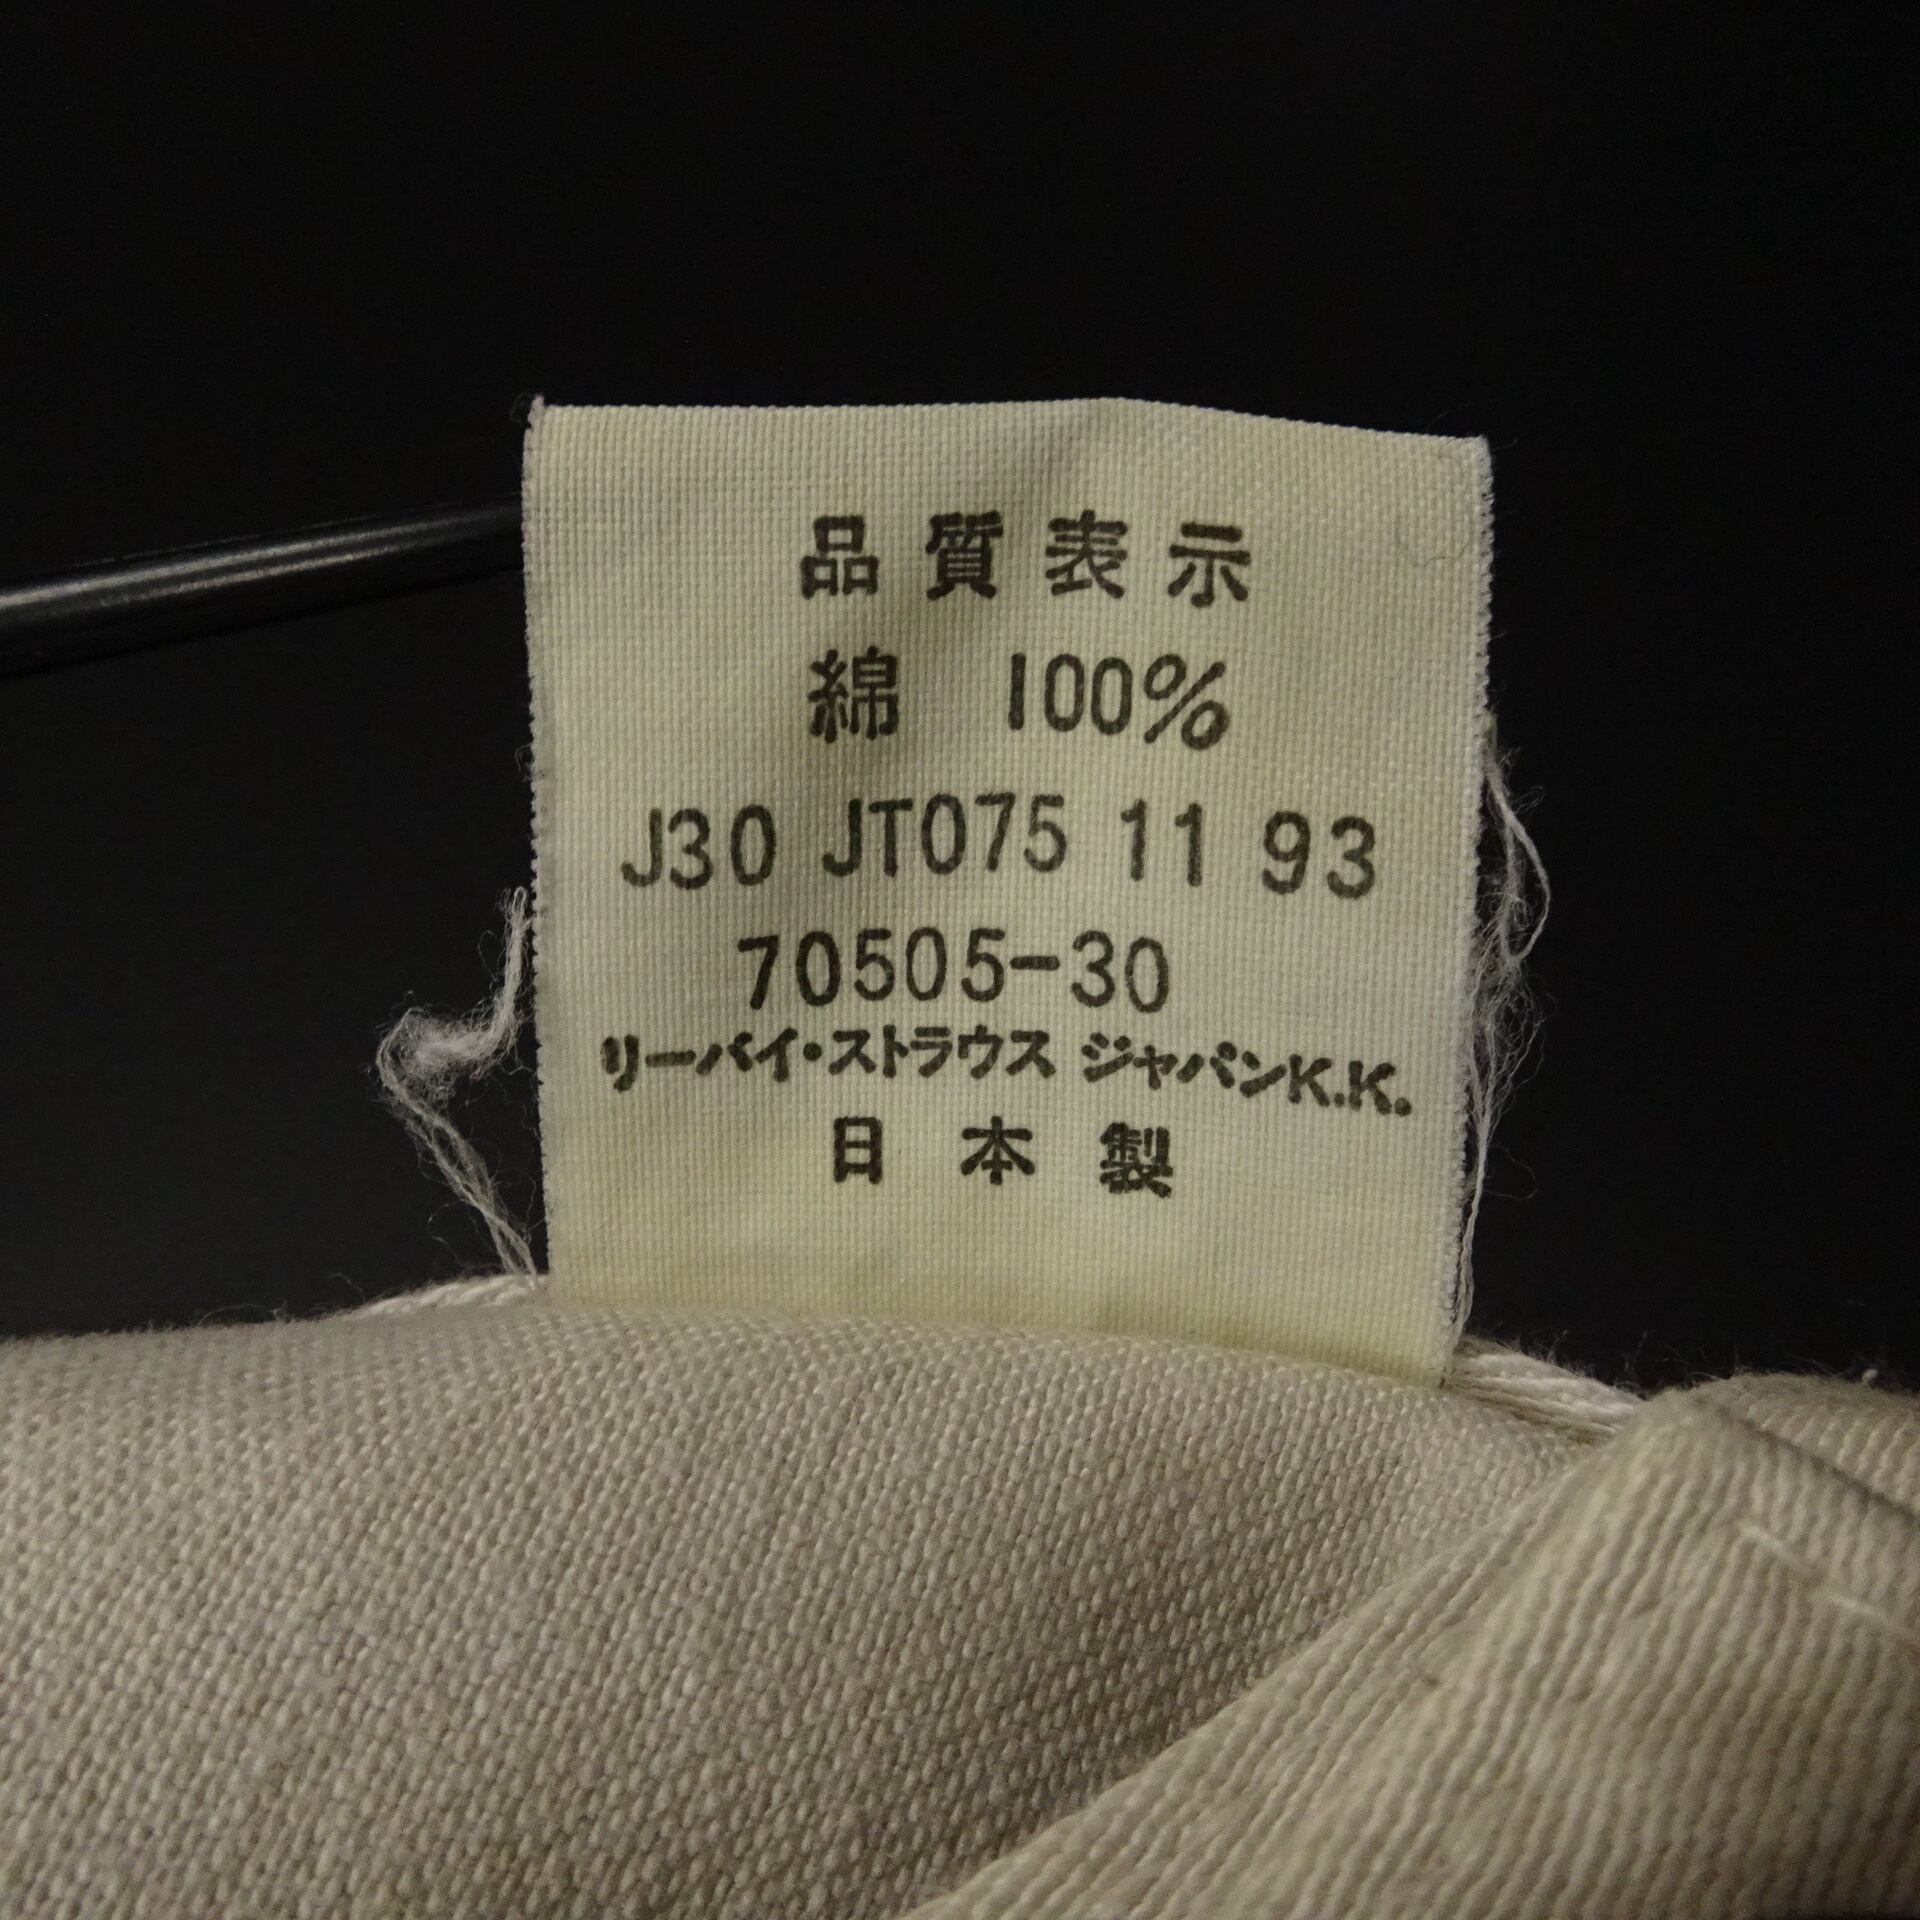 品質表示
綿 100%
J30 JT075 11 93
70505-30
リーバイ・ストラウス ジャパンK.K.
日本製